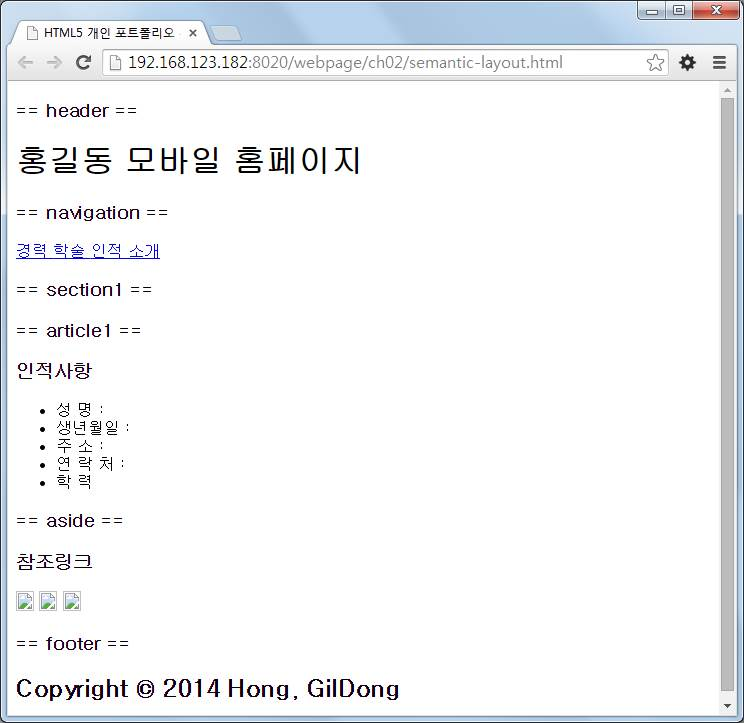 HTML5 개인 포트폴리오
192.168.123.182:8020/webpage/ch02/semantic-layout.html
== header ==
홍길동 모바일 홈페이지
== navigation ==
경력 학술 인적 소개
== section1 ==
== article1 ==
인적사항
• 성 명 :
• 생년월일 :
• 주 소 :
• 연 락 처 :
• 학 력
== aside ==
참조링크
== footer ==
Copyright © 2014 Hong, GilDong